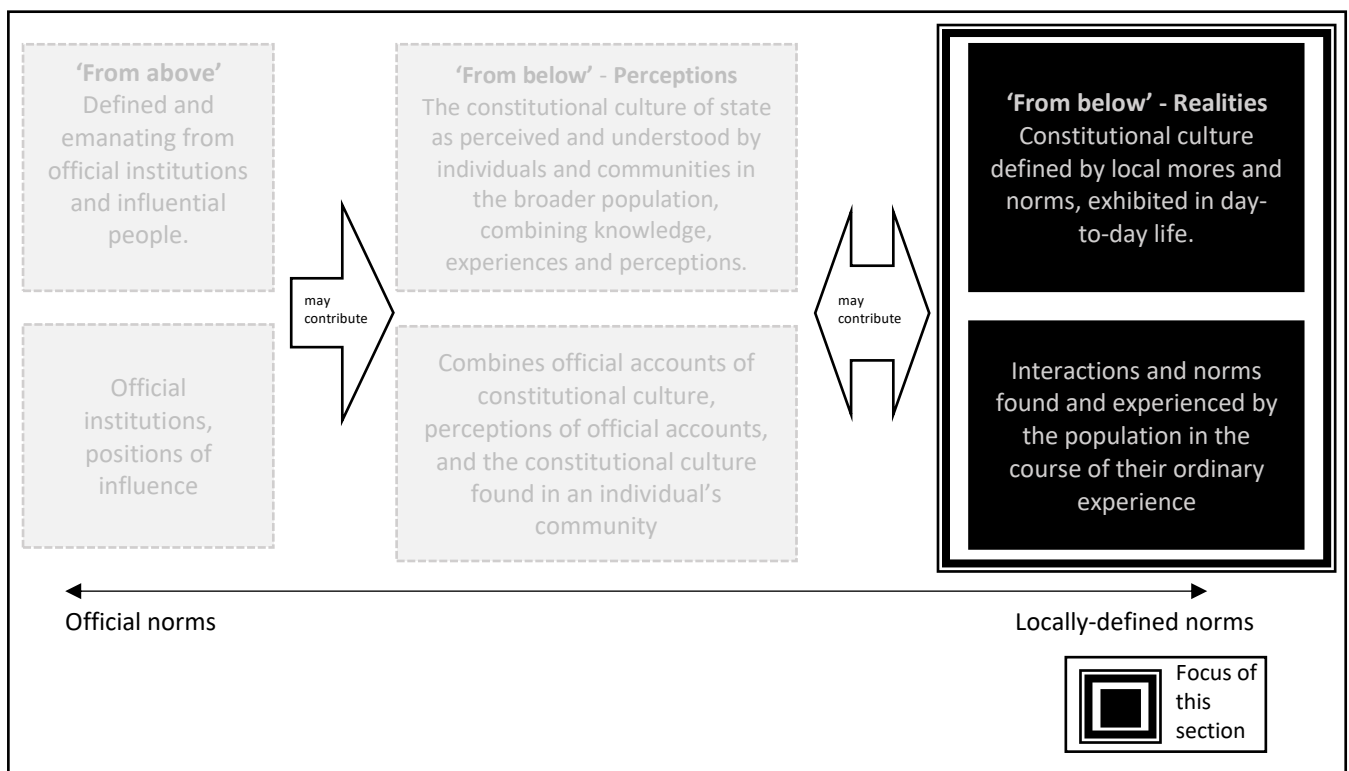 ‘From above’
Defined and
emanating from
official institutions
and influential
people.
Official
institutions,
positions of
influence
may
contribute
‘From below’ - Perceptions
The constitutional culture of state
as perceived and understood by
individuals and communities in
the broader population,
combining knowledge,
experiences and perceptions.
Combines official accounts of
constitutional culture,
perceptions of official accounts,
and the constitutional culture
found in an individual’s
community
may
contribute
‘From below’ - Realities
Constitutional culture
defined by local mores and
norms, exhibited in day-
to-day life.
Interactions and norms
found and experienced by
the population in the
course of their ordinary
experience
Official norms
Locally-defined norms
Focus of
this
section